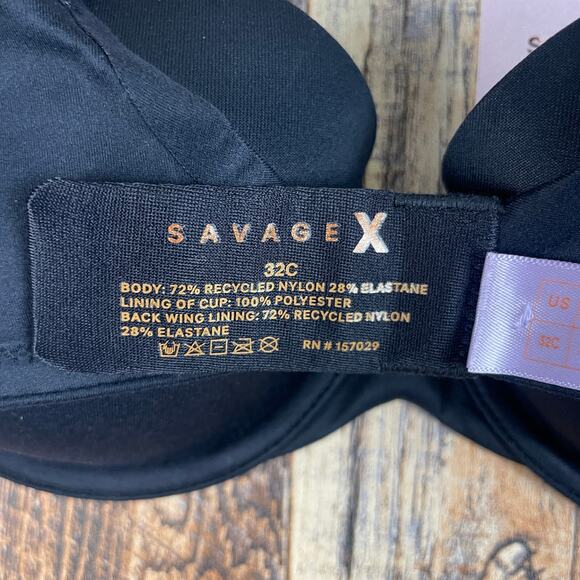 S
SAVAGE X
32C
BODY: 72% RECYCLED NYLON 28% ELASTANE
LINING OF CUP: 100% POLYESTER
BACK WING LINING: 72% RECYCLED NYLON
28% ELASTANE
RN # 157029
US
32C